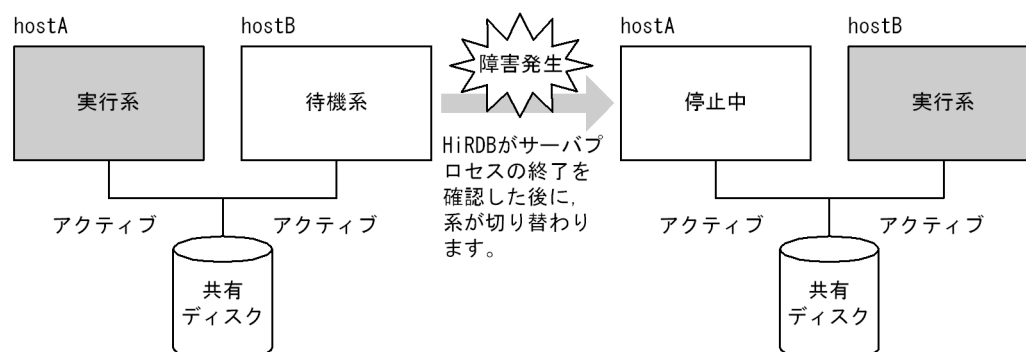 hostA
hostB
実行系
待機系
アクティブ
アクティブ
共有
ディスク
障害発生
HiRDBがサーバプ
ロセスの終了を
確認した後に，
系が切り替わり
ます。
hostA
hostB
停止中
実行系
アクティブ
アクティブ
共有
ディスク